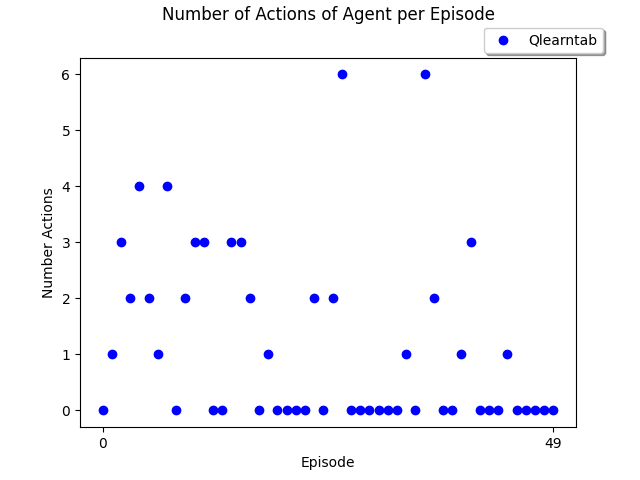 Number of Actions of Agent per Episode
Qlearntab
6
5
4
3
2
1
0
Number Actions
0 49
Episode